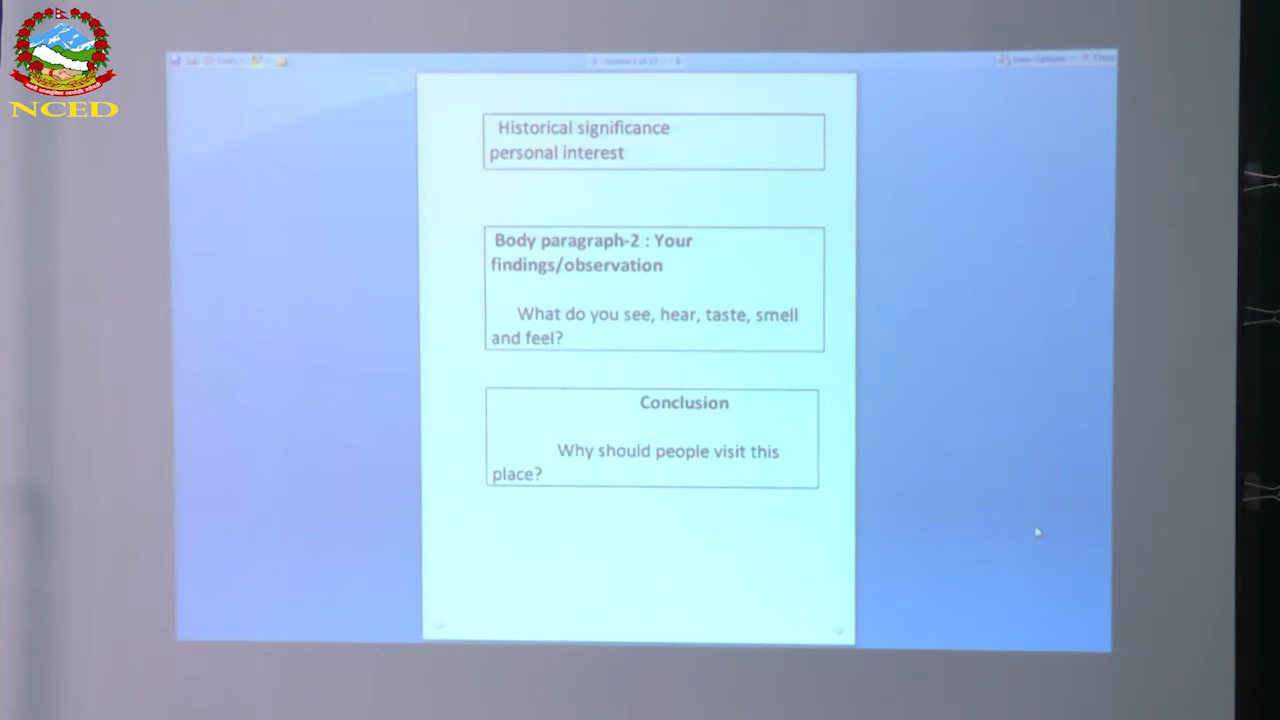 NCED
Historical significance
personal interest
Body paragraph-2 : Your
findings/observation
What do you see, hear, taste, smell
and feel?
Conclusion
Why should people visit this
place?